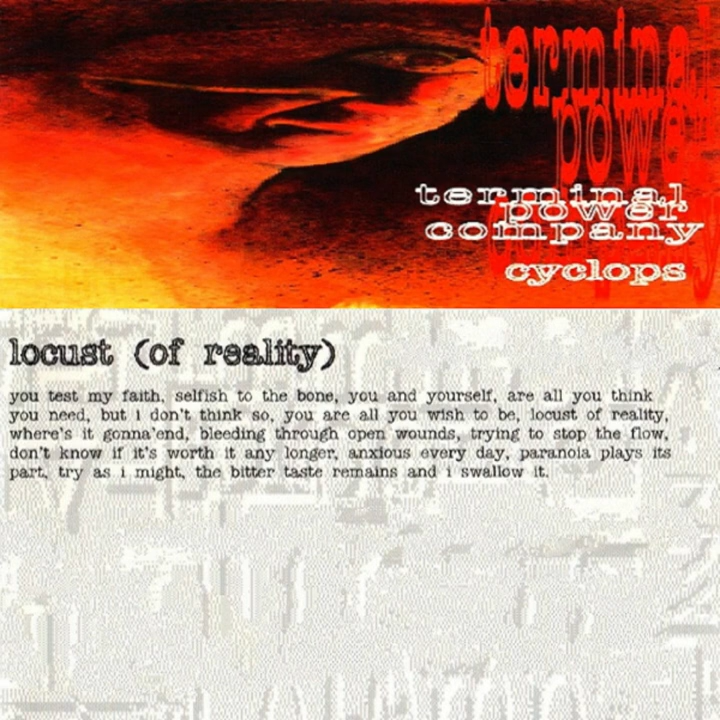 terminal
power
terminal
power
company
cyclops
locust (of reality)
you test my faith, selfish to the bone, you and yourself, are all you think
you need, but i don't think so, you are all you wish to be, locust of reality,
where's it gonna'end, bleeding through open wounds, trying to stop the flow,
don't know if it's worth it any longer, anxious every day, paranoia plays its
part, try as i might, the bitter taste remains and i swallow it.